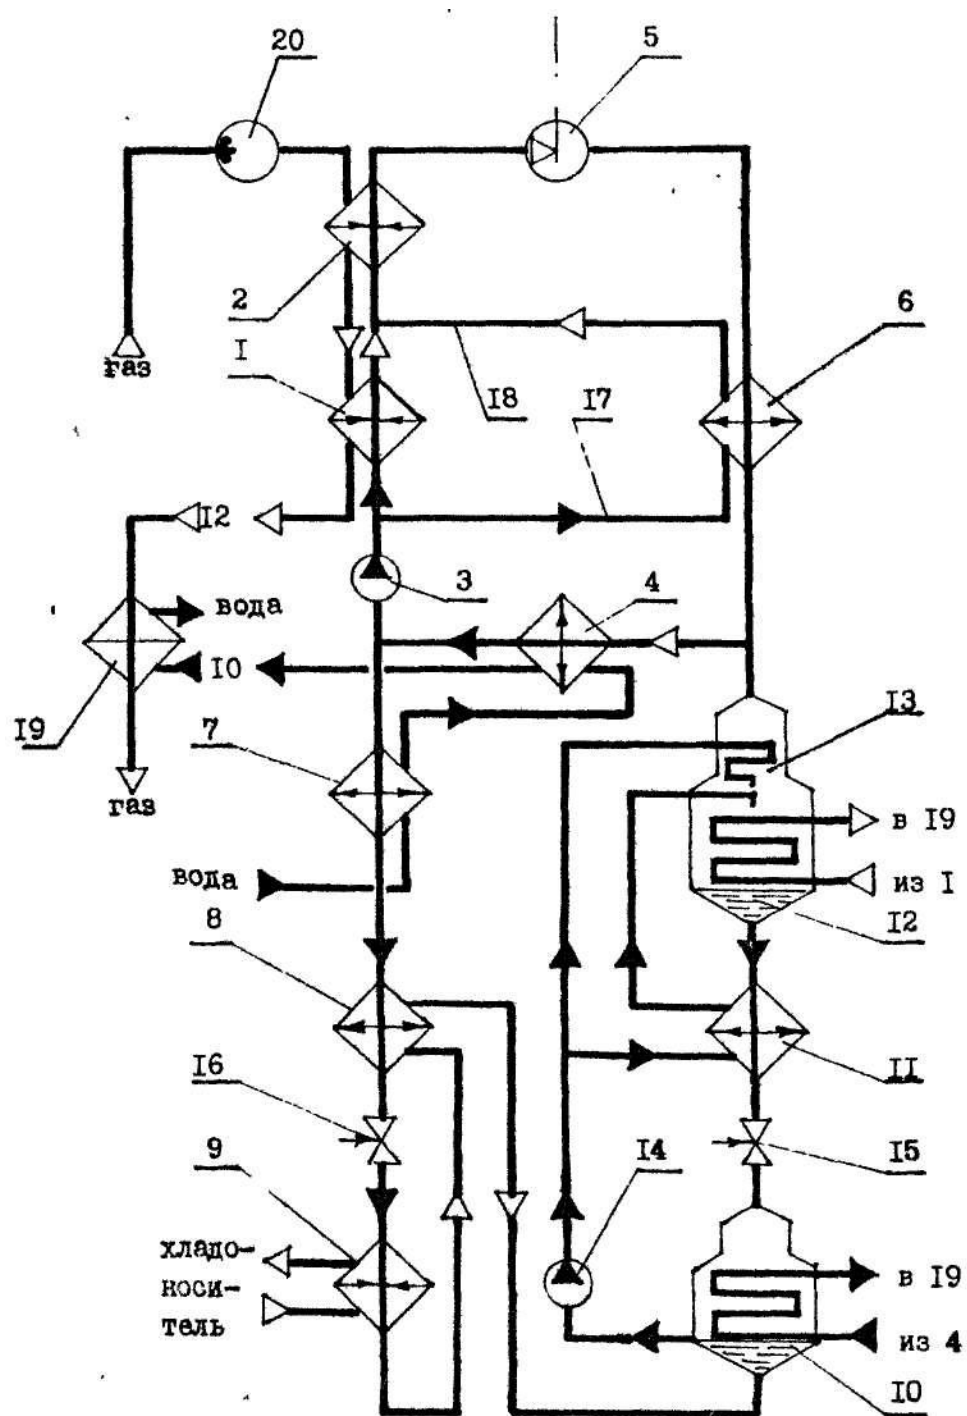 20
5
2
6
газ
I
I8
I7
I2
3
4
вода
I0
I9
7
I3
газ
в I9
вода
из I
8
I2
I6
II
9
I4
I5
хладо-
носи-
тель
в I9
из 4
I0